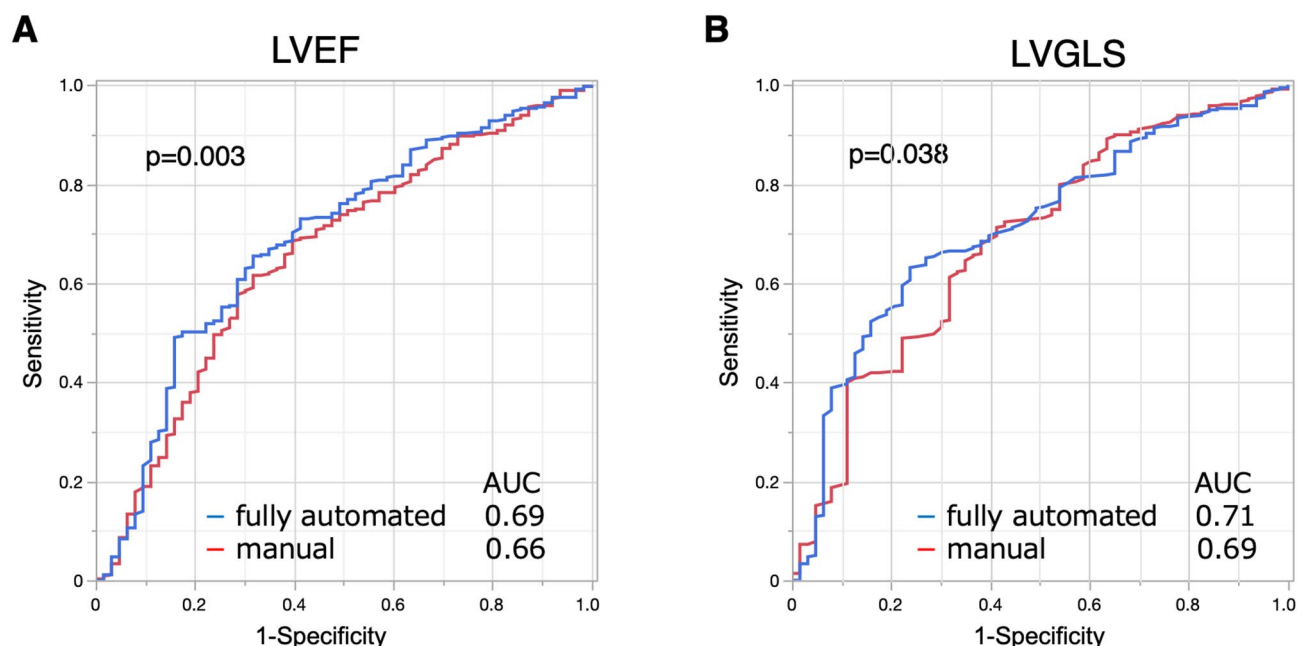 A
LVEF
1.0
0.8
0.6
0.4
0.2
0
Sensitivity
p=0.003
AUC
fully automated 0.69
manual 0.66
0 0.2 0.4 0.6 0.8 1.0
1-Specificity
B
LVGLS
1.0
0.8
0.6
0.4
0.2
0
Sensitivity
p=0.038
AUC
fully automated 0.71
manual 0.69
0 0.2 0.4 0.6 0.8 1.0
1-Specificity